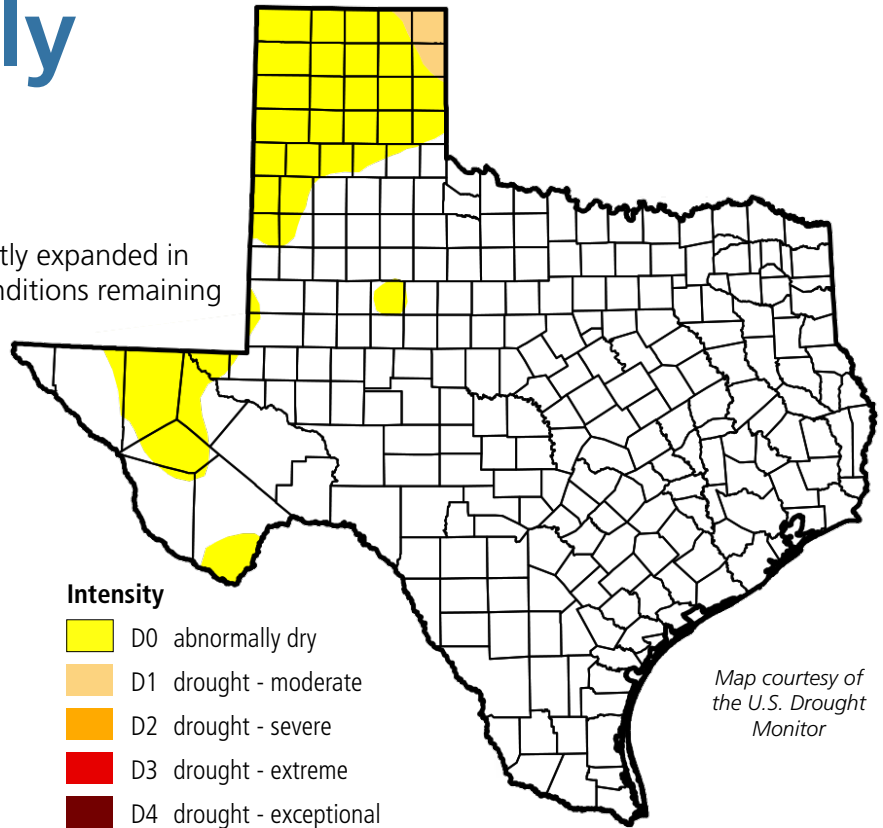 ly
tly expanded in
nditions remaining
Intensity
D0 abnormally dry
D1 drought - moderate
D2 drought - severe
D3 drought - extreme
D4 drought - exceptional
Map courtesy of
the U.S. Drought
Monitor